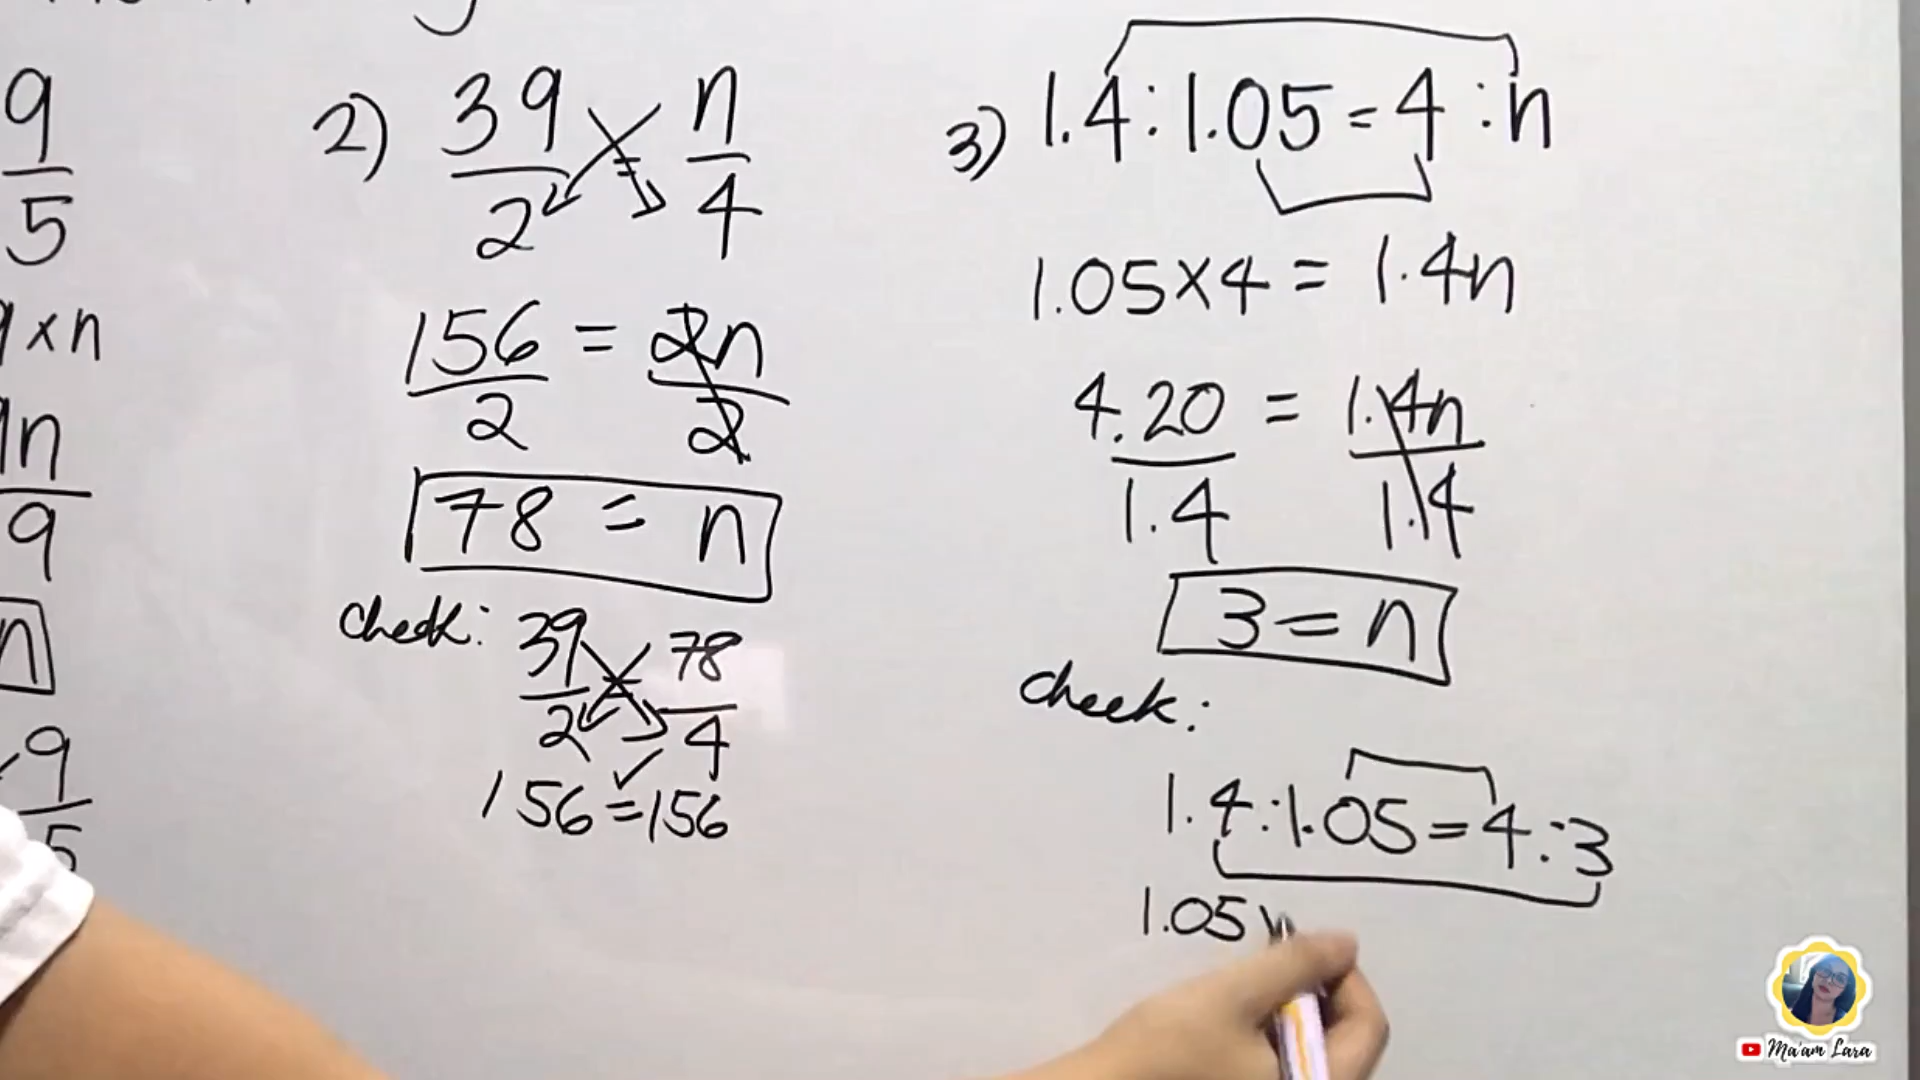 9
5
9 x n
9n
9
n
9
5
2) 39/2 = n/4
156/2 = 2n/2
78 = n
check: 39/2 = 78/4
156 = 156
3) 1.4 : 1.05 = 4 : n
1.05 x 4 = 1.4n
4.20/1.4 = 1.4n/1.4
3 = n
check:
1.4 : 1.05 = 4 : 3
1.05
Ma'am Lara